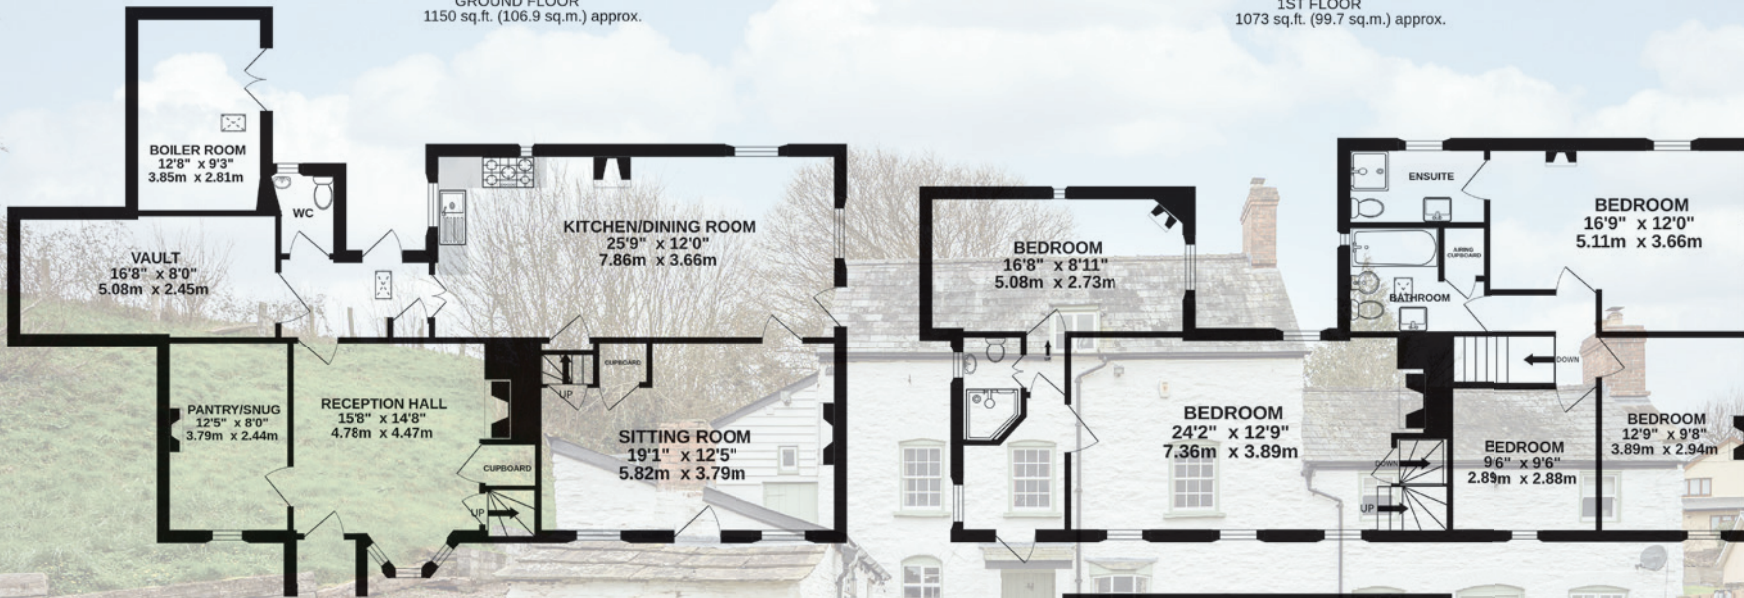 GROUND FLOOR
1150 sq.ft. (106.9 sq.m.) approx.
1ST FLOOR
1073 sq.ft. (99.7 sq.m.) approx.
BOILER ROOM
12'8" x 9'3"
3.85m x 2.81m
WC
VAULT
16'8" x 8'0"
5.08m x 2.45m
KITCHEN/DINING ROOM
25'9" x 12'0"
7.86m x 3.66m
PANTRY/SNUG
12'5" x 8'0"
3.79m x 2.44m
RECEPTION HALL
15'8" x 14'8"
4.78m x 4.47m
CUPBOARD
UP
UP
CUPBOARD
SITTING ROOM
19'1" x 12'5"
5.82m x 3.79m
BEDROOM
16'8" x 8'11"
5.08m x 2.73m
ENSUITE
BEDROOM
16'9" x 12'0"
5.11m x 3.66m
AIRING
CUPBOARD
BATHROOM
DOWN
BEDROOM
24'2" x 12'9"
7.36m x 3.89m
DOWN
UP
BEDROOM
9'6" x 9'6"
2.89m x 2.88m
BEDROOM
12'9" x 9'8"
3.89m x 2.94m